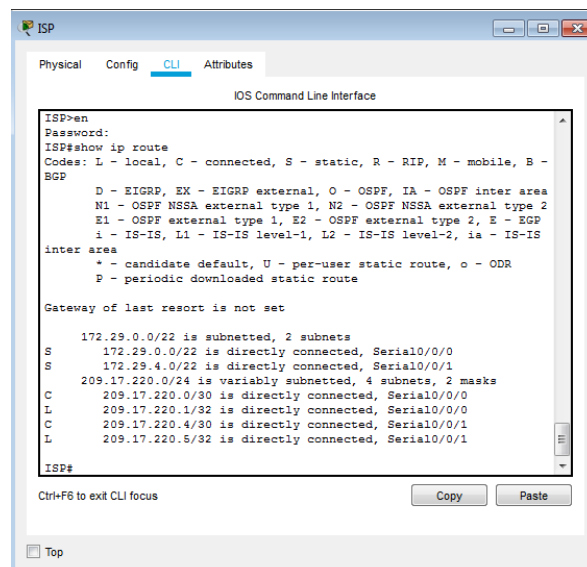 ISP
Physical Config CLI Attributes
IOS Command Line Interface
ISP>en
Password:
ISP#show ip route
Codes: L - local, C - connected, S - static, R - RIP, M - mobile, B -
BGP
D - EIGRP, EX - EIGRP external, O - OSPF, IA - OSPF inter area
N1 - OSPF NSSA external type 1, N2 - OSPF NSSA external type 2
E1 - OSPF external type 1, E2 - OSPF external type 2, E - EGP
i - IS-IS, L1 - IS-IS level-1, L2 - IS-IS level-2, ia - IS-IS
inter area
* - candidate default, U - per-user static route, o - ODR
P - periodic downloaded static route
Gateway of last resort is not set
172.29.0.0/22 is subnetted, 2 subnets
S 172.29.0.0/22 is directly connected, Serial0/0/0
S 172.29.4.0/22 is directly connected, Serial0/0/1
209.17.220.0/24 is variably subnetted, 4 subnets, 2 masks
C 209.17.220.0/30 is directly connected, Serial0/0/0
L 209.17.220.1/32 is directly connected, Serial0/0/0
C 209.17.220.4/30 is directly connected, Serial0/0/1
L 209.17.220.5/32 is directly connected, Serial0/0/1
ISP#
Ctrl+F6 to exit CLI focus Copy Paste
Top